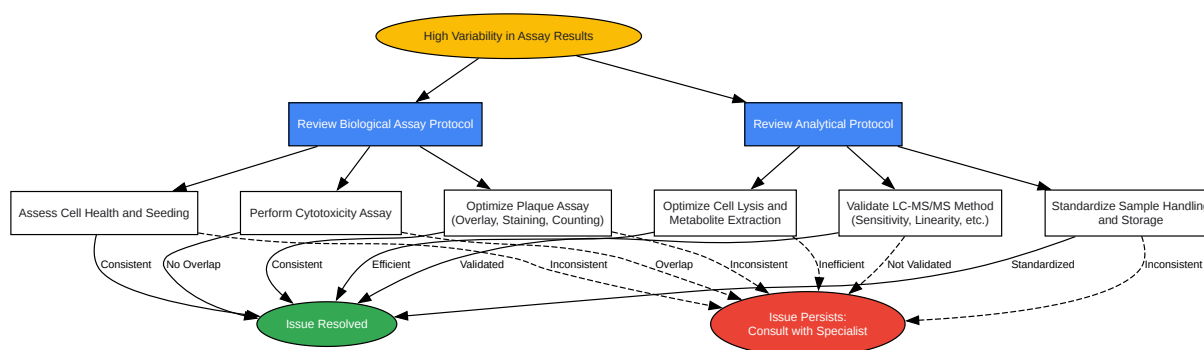 High Variability in Assay Results
Review Biological Assay Protocol
Review Analytical Protocol
Assess Cell Health and Seeding
Perform Cytotoxicity Assay
Optimize Plaque Assay
(Overlay, Staining, Counting)
Optimize Cell Lysis and
Metabolite Extraction
Validate LC-MS/MS Method
(Sensitivity, Linearity, etc.)
Standardize Sample Handling
and Storage
Consistent
No Overlap
Consistent
Efficient
Validated
Inconsistent
Overlap
Inconsistent
Inefficient
Not Validated
Standardized
Inconsistent
Issue Resolved
Issue Persists:
Consult with Specialist